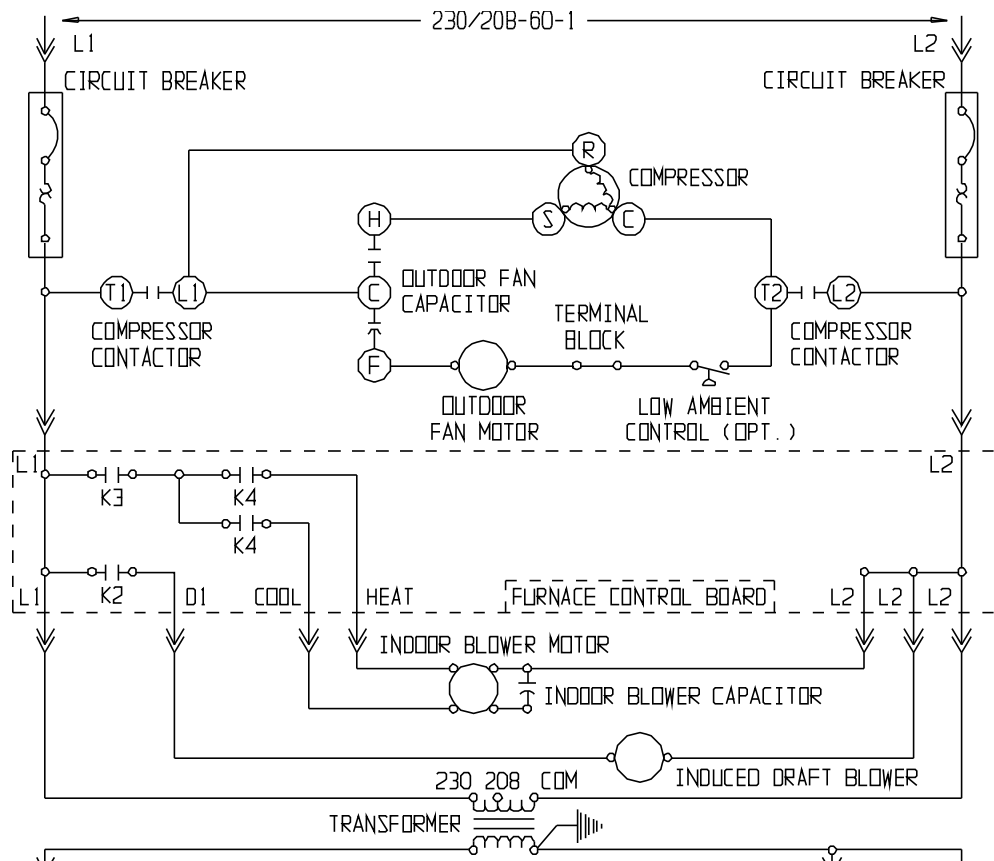 230/208-60-1
L1
L2
CIRCUIT BREAKER
CIRCUIT BREAKER
R
COMPRESSOR
H
S
C
T1
L1
C
OUTDOOR FAN
CAPACITOR
T2
L2
COMPRESSOR
CONTACTOR
TERMINAL
BLOCK
COMPRESSOR
CONTACTOR
F
OUTDOOR
FAN MOTOR
LOW AMBIENT
CONTROL (OPT.)
L1
L2
K3
K4
K4
L1
K2
D1
COOL
HEAT
FURNACE CONTROL BOARD
L2
L2
L2
INDOOR BLOWER MOTOR
INDOOR BLOWER CAPACITOR
INDUCED DRAFT BLOWER
230 208 COM
TRANSFORMER